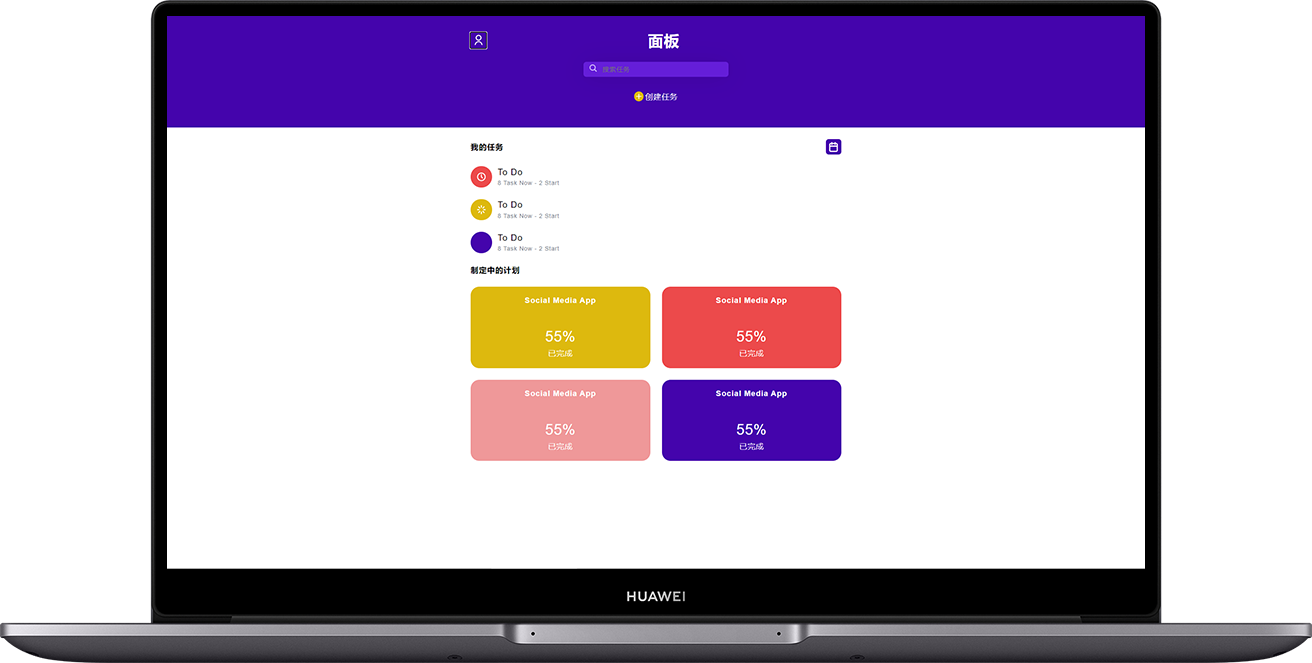 面板
搜索任务
创建任务
我的任务
To Do
8 Task Now - 2 Start
To Do
8 Task Now - 2 Start
To Do
8 Task Now - 2 Start
制定中的计划
Social Media App
55%
已完成
Social Media App
55%
已完成
Social Media App
55%
已完成
Social Media App
55%
已完成
HUAWEI